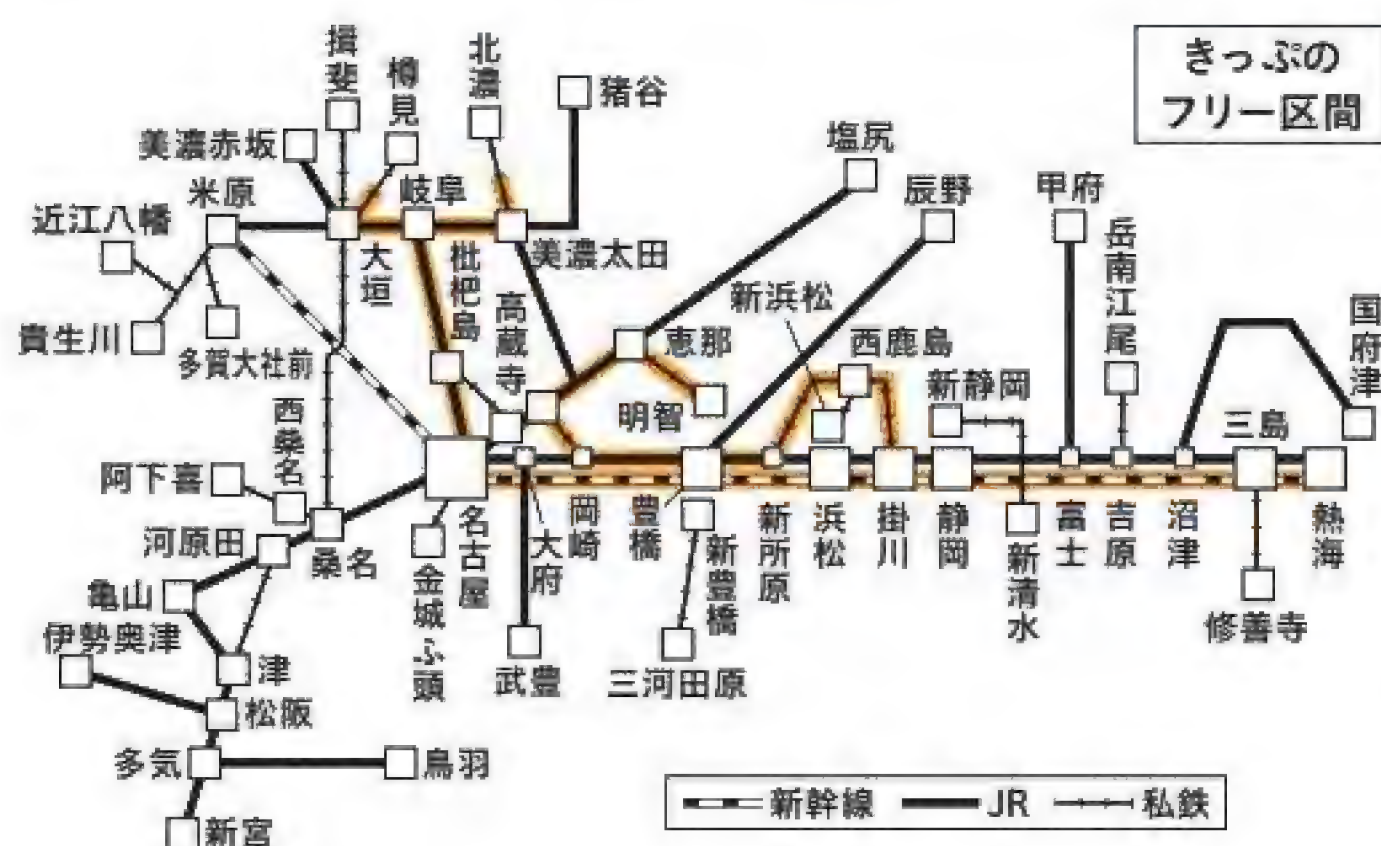 きっぷの
フリー区間
揖斐
樽見
北濃
猪谷
美濃赤坂
米原
岐阜
近江八幡
大垣
枇杷島
美濃太田
塩尻
辰野
甲府
岳南江尾
国府津
貴生川
多賀大社前
高蔵寺
恵那
新浜松
西鹿島
新静岡
明智
三島
西桑名
阿下喜
河原田
桑名
名古屋
大府
岡崎
豊橋
新所原
浜松
掛川
静岡
新清水
富士
吉原
沼津
熱海
亀山
金城ふ頭
新豊橋
伊勢奥津
津
武豊
三河田原
修善寺
松阪
多気
鳥羽
新宮
新幹線 JR 私鉄